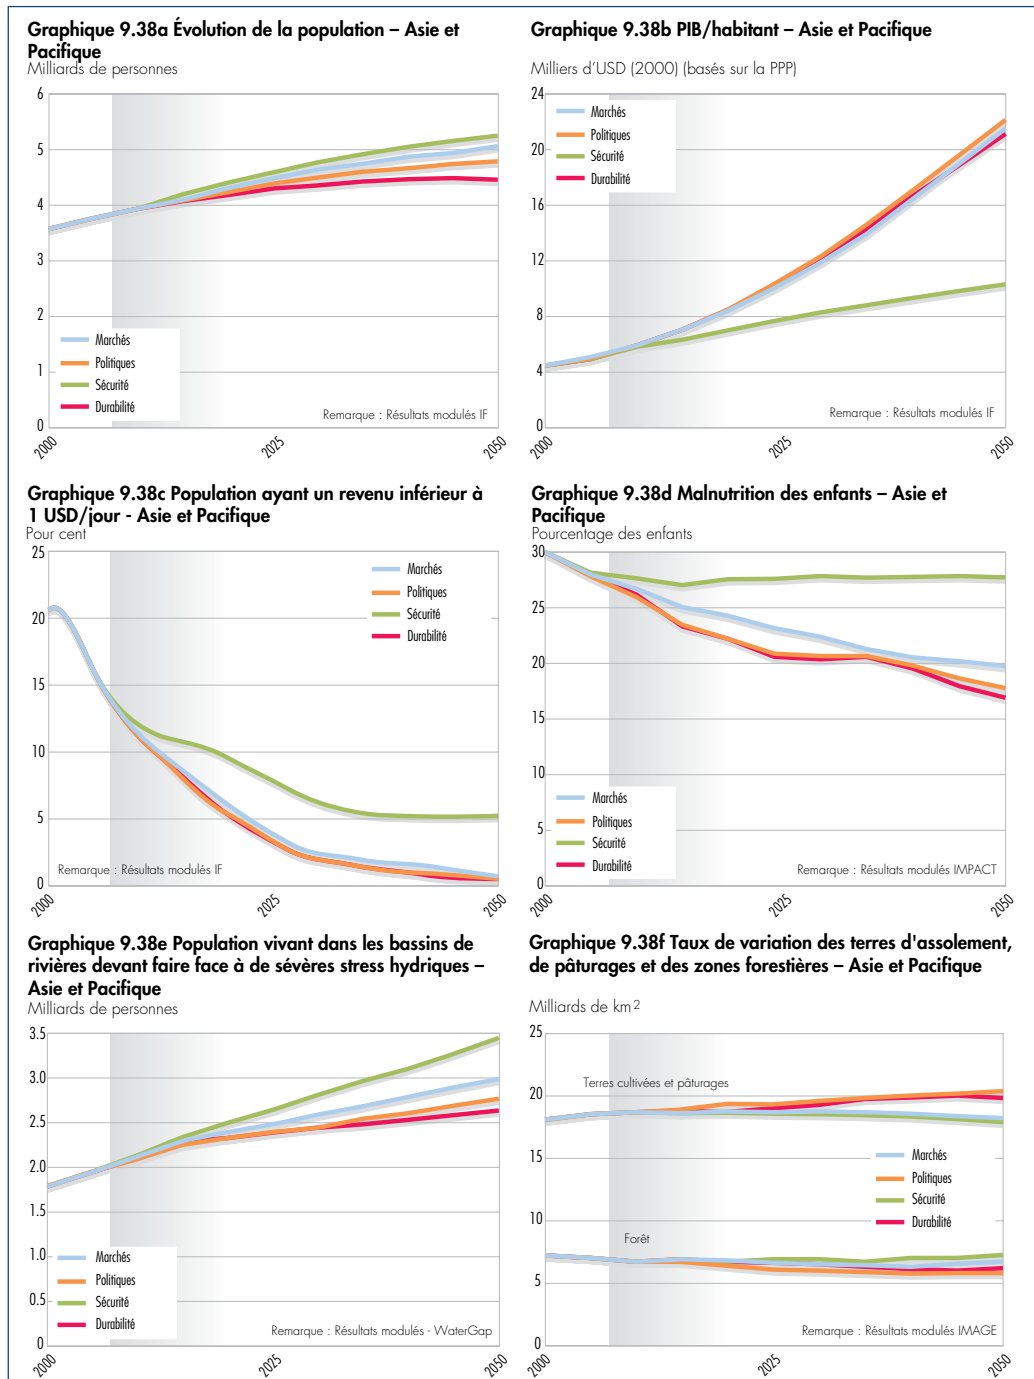 Graphique 9.38a Évolution de la population – Asie et
Pacifique
Milliards de personnes
6
5
4
3
2
1
0
Marchés
Politiques
Sécurité
Durabilité
Remarque : Résultats modulés IF
2000
2025
2050
Graphique 9.38b PIB/habitant – Asie et Pacifique
Milliers d'USD (2000) (basés sur la PPP)
24
20
16
12
8
4
0
Marchés
Politiques
Sécurité
Durabilité
Remarque : Résultats modulés IF
2000
2025
2050
Graphique 9.38c Population ayant un revenu inférieur à
1 USD/jour - Asie et Pacifique
Pour cent
25
20
15
10
5
0
Marchés
Politiques
Sécurité
Durabilité
Remarque : Résultats modulés IF
2000
2025
2050
Graphique 9.38d Malnutrition des enfants – Asie et
Pacifique
Pourcentage des enfants
30
25
20
15
10
5
0
Marchés
Politiques
Sécurité
Durabilité
Remarque : Résultats modulés IMPACT
2000
2025
2050
Graphique 9.38e Population vivant dans les bassins de
rivières devant faire face à de sévères stress hydriques –
Asie et Pacifique
Milliards de personnes
3.5
3.0
2.5
2.0
1.5
1.0
0.5
0
Marchés
Politiques
Sécurité
Durabilité
Remarque : Résultats modulés - WaterGap
2000
2025
2050
Graphique 9.38f Taux de variation des terres d'assolement,
de pâturages et des zones forestières – Asie et Pacifique
Milliards de km2
25
20
15
10
5
0
Terres cultivées et pâturages
Marchés
Politiques
Sécurité
Durabilité
Forêt
Remarque : Résultats modulés IMAGE
2000
2025
2050